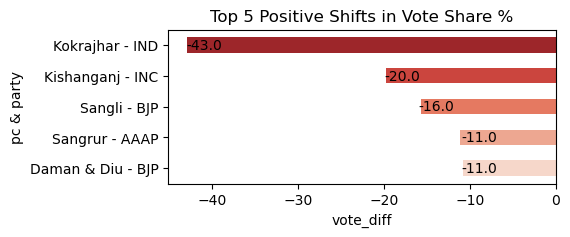 Top 5 Positive Shifts in Vote Share %
pc & party
Kokrajhar - IND
-43.0
Kishanganj - INC
-20.0
Sangli - BJP
-16.0
Sangrur - AAAP
-11.0
Daman & Diu - BJP
-11.0
−40
−30
−20
−10
0
vote_diff